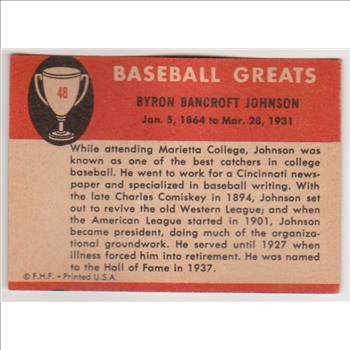 48
BASEBALL GREATS
BYRON BANCROFT JOHNSON
Jan. 5, 1864 to Mar. 28, 1931
While attending Marietta College, Johnson was
known as one of the best catchers in college
baseball. He went to work for a Cincinnati news-
paper and specialized in baseball writing. With
the late Charles Comiskey in 1894, Johnson set
out to revive the old Western League; and when
the American League started in 1901, Johnson
became president, doing much of the organiza-
tional groundwork. He served until 1927 when
illness forced him into retirement. He was named
to the Hall of Fame in 1937.
© F.H.F. • Printed U.S.A.